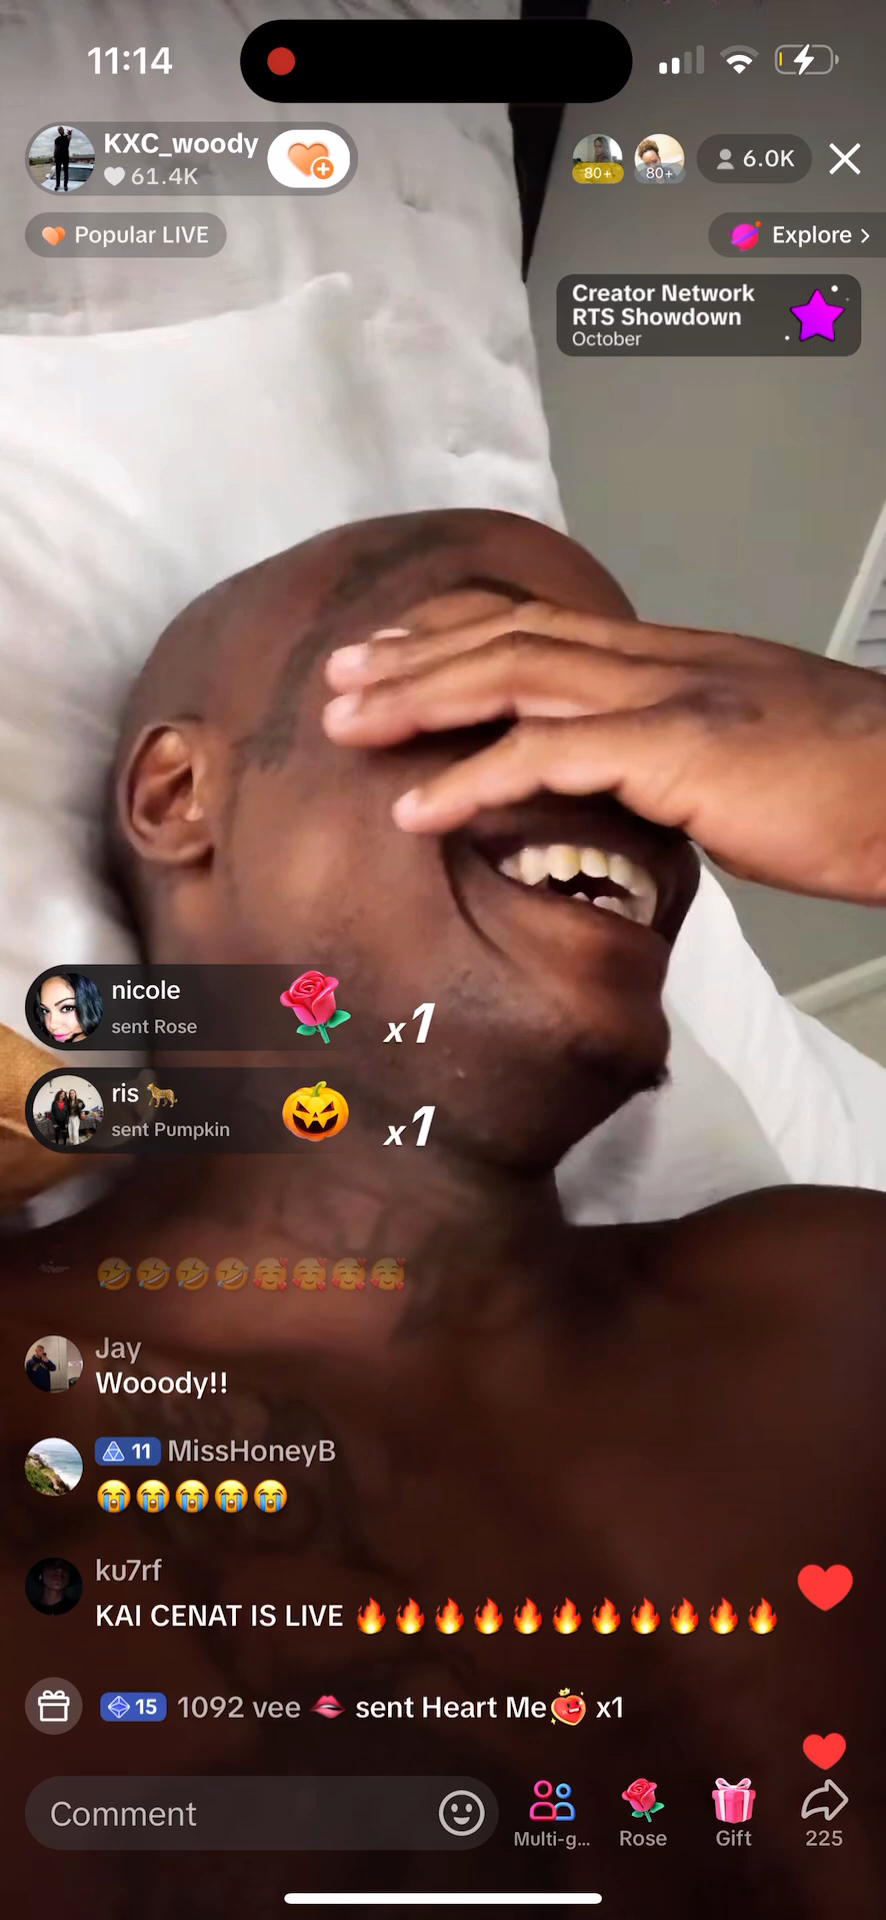 11:14
KXC_woody
61.4K
80+
80+
6.0K
Popular LIVE
Explore >
Creator Network
RTS Showdown
October
nicole
sent Rose
x1
ris 🐆
sent Pumpkin
x1
🤣🤣🤣🤣🥰🥰🥰🥰
Jay
Wooody!!
11 MissHoneyB
😭😭😭😭😭
ku7rf
KAI CENAT IS LIVE 🔥🔥🔥🔥🔥🔥🔥🔥🔥🔥🔥
15 1092 vee 🫦 sent Heart Me x1
Comment
Multi-g...
Rose
Gift
225